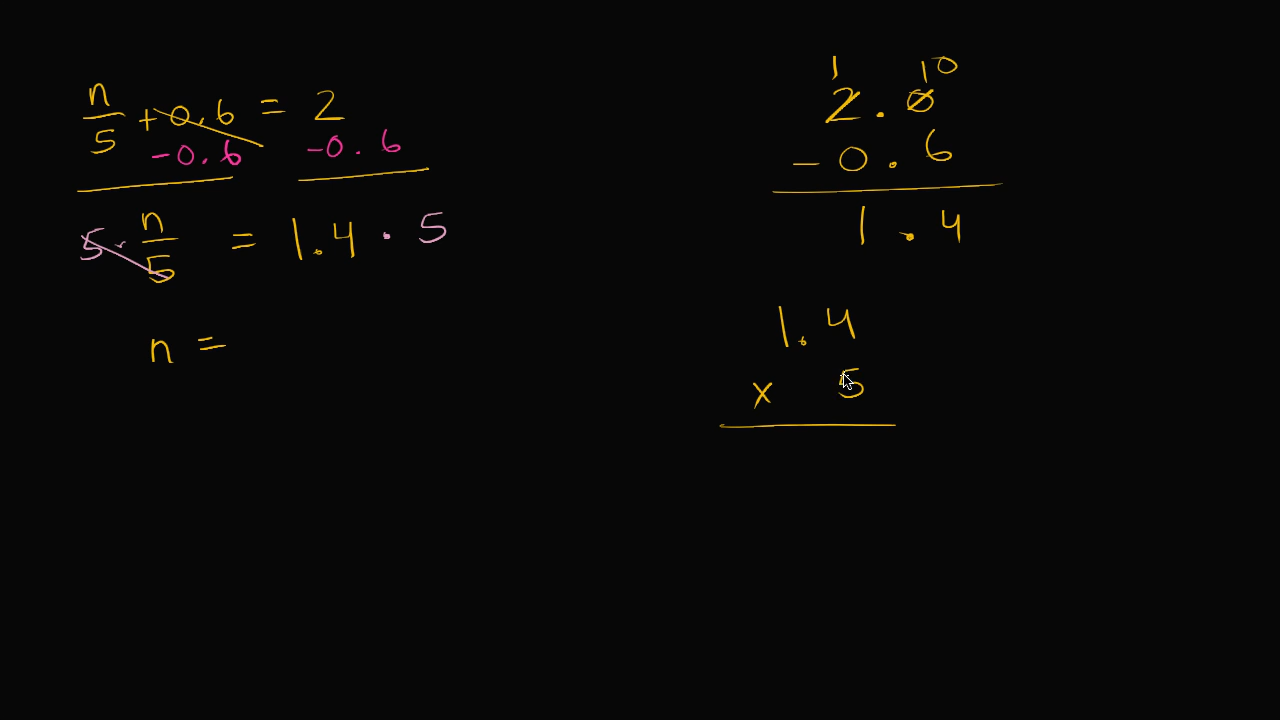 n/5 + 0.6 = 2
-0.6 -0.6
5 · n/5 = 1.4 · 5
n =
1 10
2.0
- 0.6
1.4
1.4
x 5